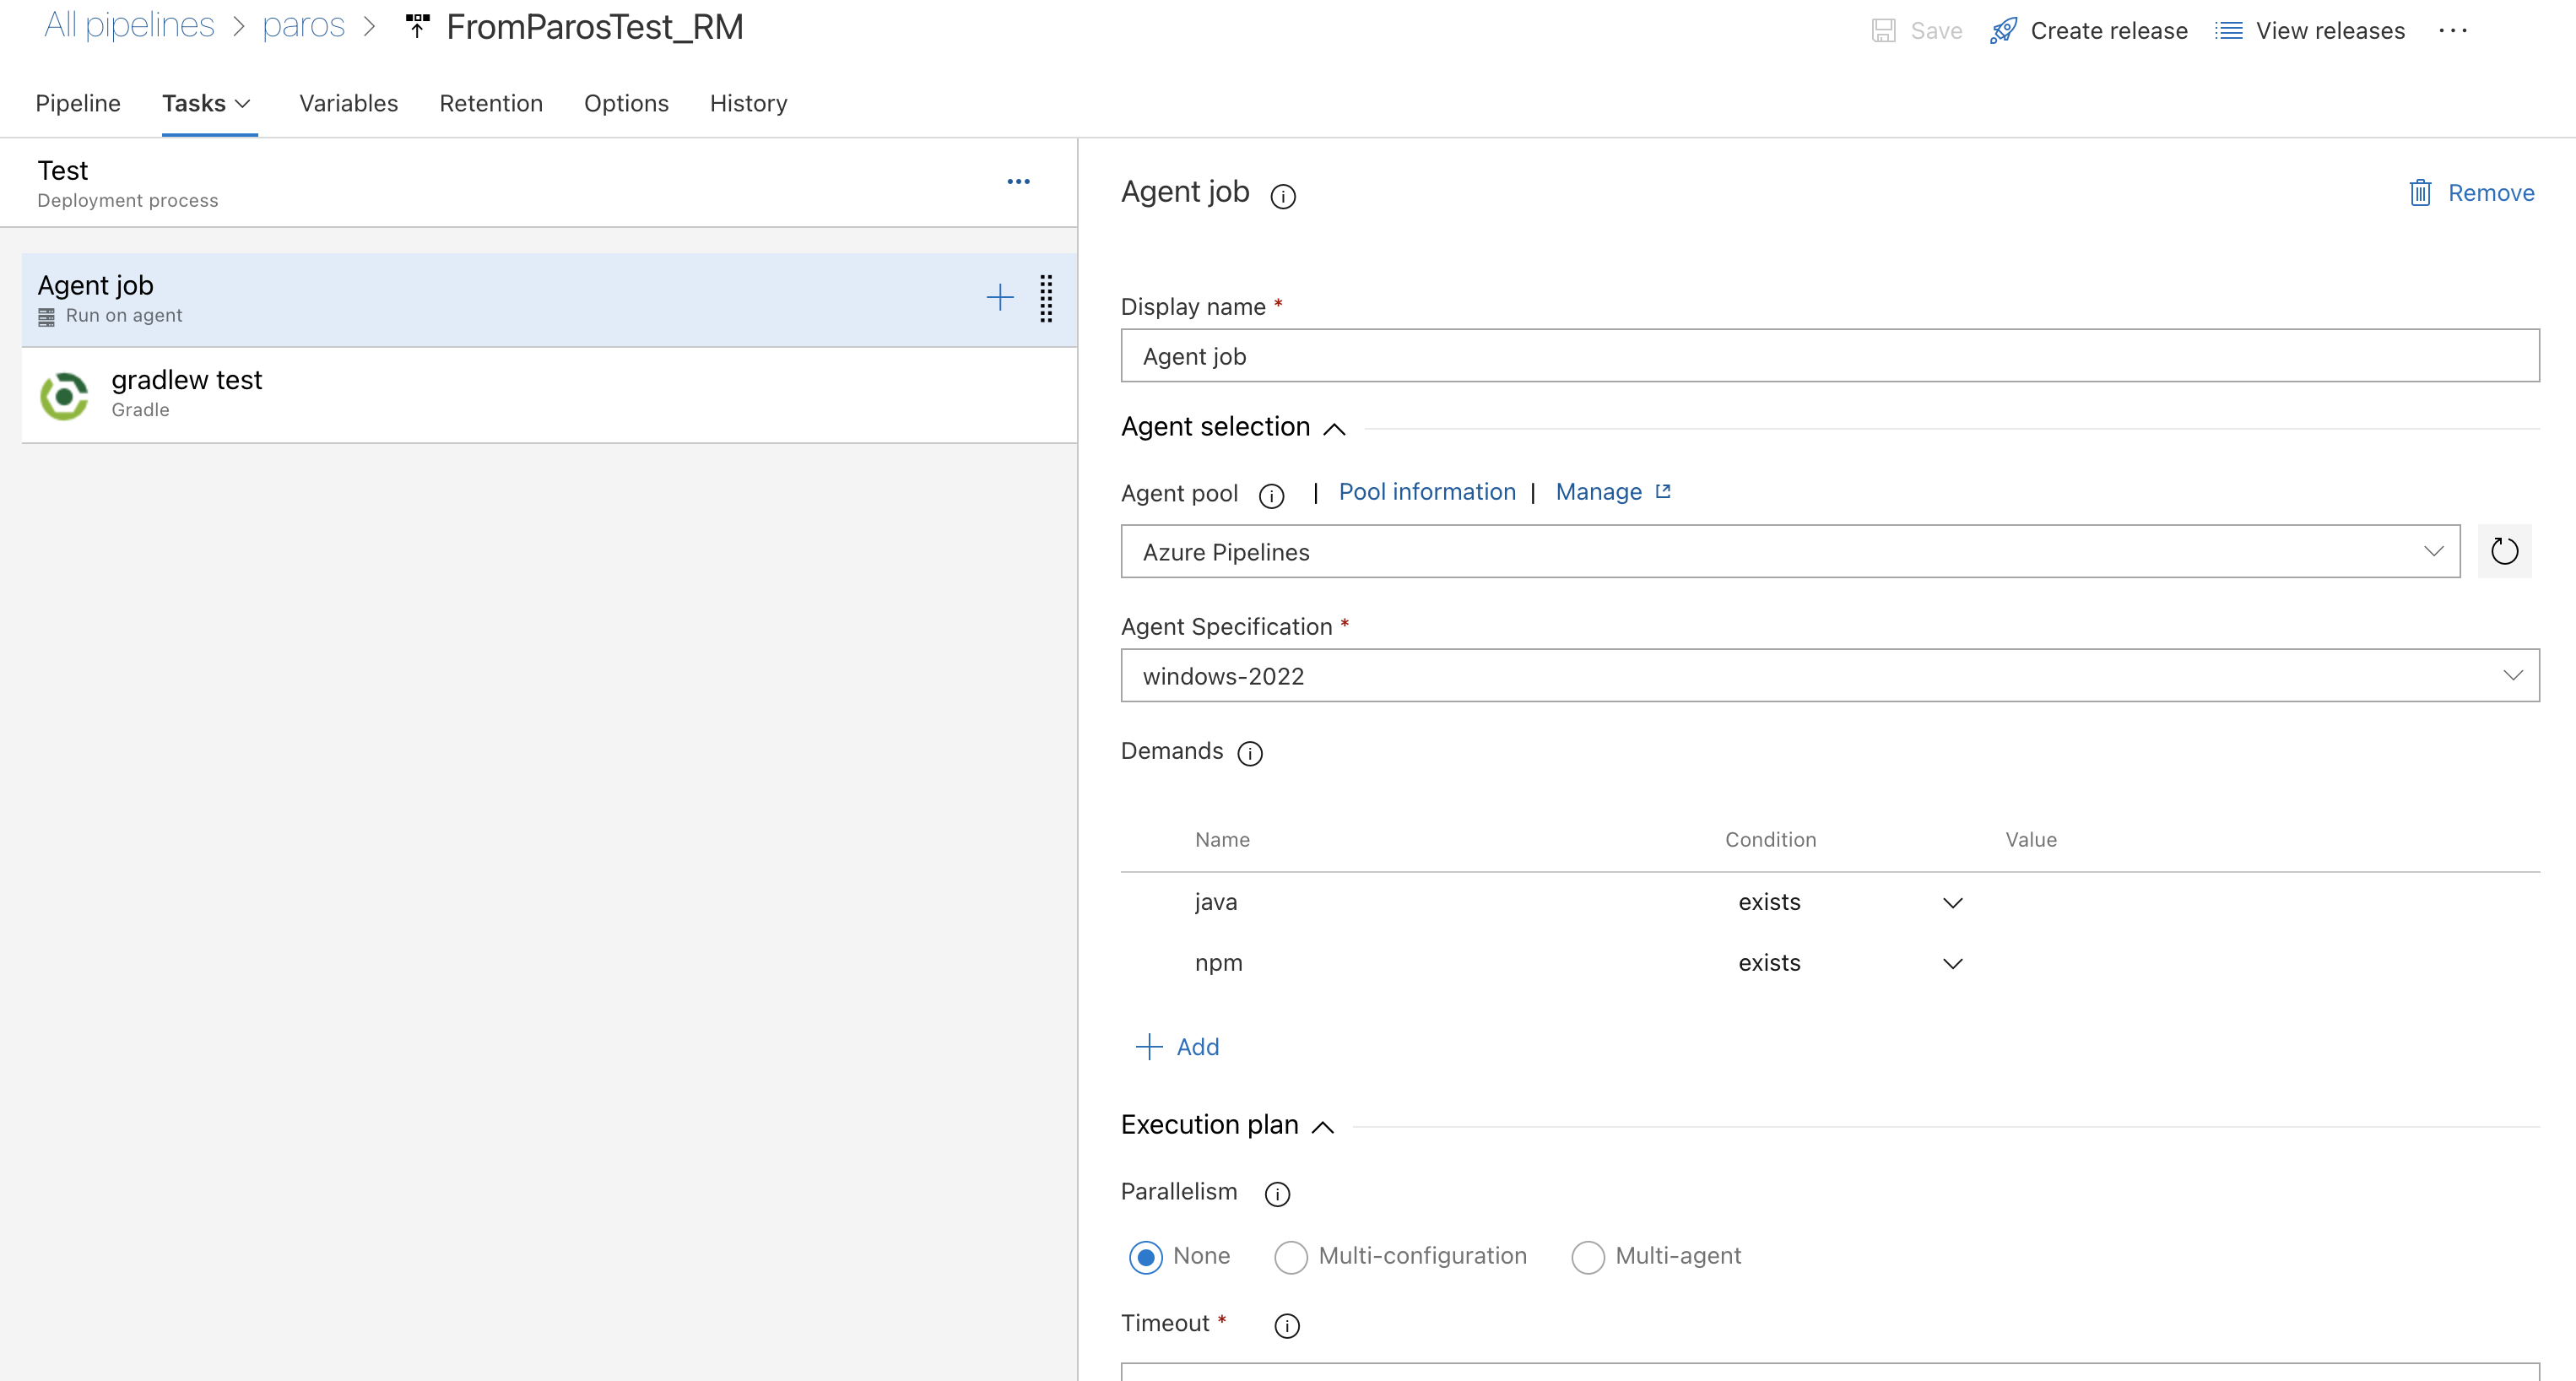 All pipelines > paros > FromParosTest_RM
Save Create release View releases
Pipeline Tasks Variables Retention Options History
Test
Deployment process
Agent job
Run on agent
gradlew test
Gradle
Agent job
Remove
Display name *
Agent job
Agent selection
Agent pool | Pool information | Manage
Azure Pipelines
Agent Specification *
windows-2022
Demands
Name Condition Value
java exists
npm exists
+ Add
Execution plan
Parallelism
None Multi-configuration Multi-agent
Timeout *